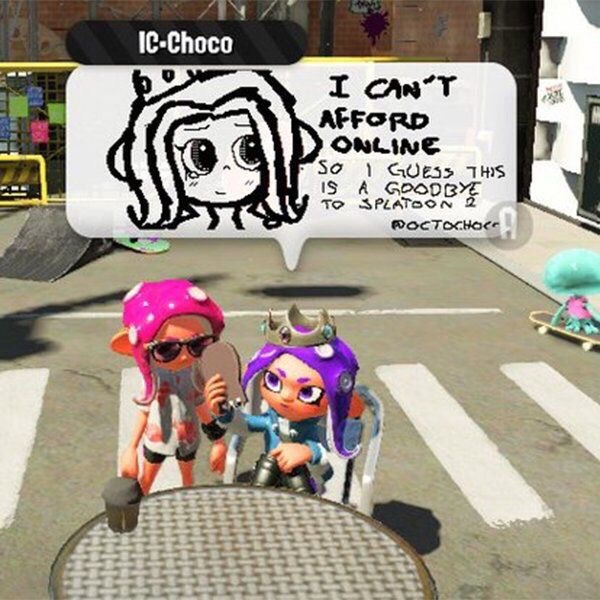 IC-Choco
I CAN'T
AFFORD
ONLINE
SO I GUESS THIS
IS A GOODBYE
TO SPLATOON 2
A